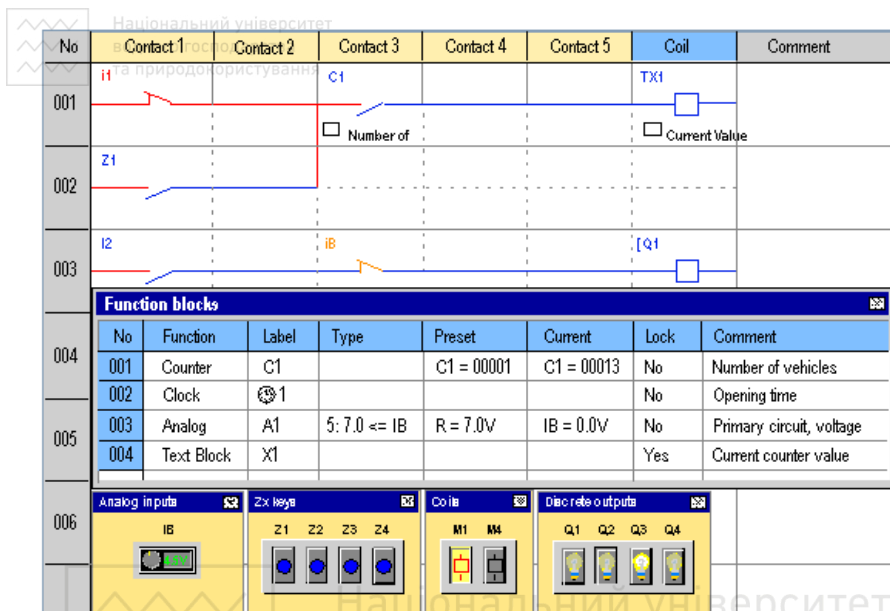 Національний університет
та природокористування
No Contact 1 Contact 2 Contact 3 Contact 4 Contact 5 Coil Comment
i1 C1 TX1
001
Number of Current Value
Z1
002
I2 iB [Q1
003
Function blocks
No Function Label Type Preset Current Lock Comment
001 Counter C1 C1 = 00001 C1 = 00013 No Number of vehicles
002 Clock 1 No Opening time
003 Analog A1 5: 7.0 <= IB R = 7.0V IB = 0.0V No Primary circuit, voltage
004 Text Block X1 Yes Current counter value
004
005
006
Analog inputs Zx keys Coils Discrete outputs
IB Z1 Z2 Z3 Z4 M1 M4 Q1 Q2 Q3 Q4
Національний університет